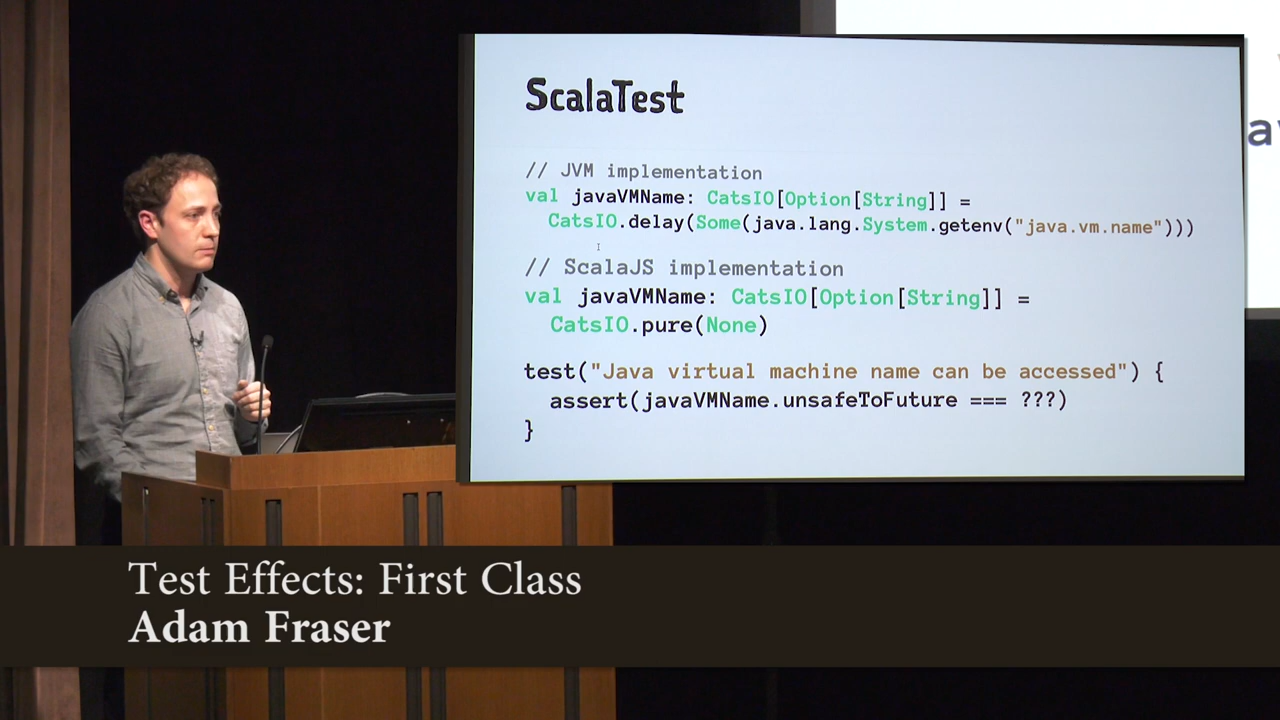 ScalaTest
// JVM implementation
val javaVMName: CatsIO[Option[String]] =
CatsIO.delay(Some(java.lang.System.getenv("java.vm.name")))
// ScalaJS implementation
val javaVMName: CatsIO[Option[String]] =
CatsIO.pure(None)
test("Java virtual machine name can be accessed") {
assert(javaVMName.unsafeToFuture === ???)
}
Test Effects: First Class
Adam Fraser